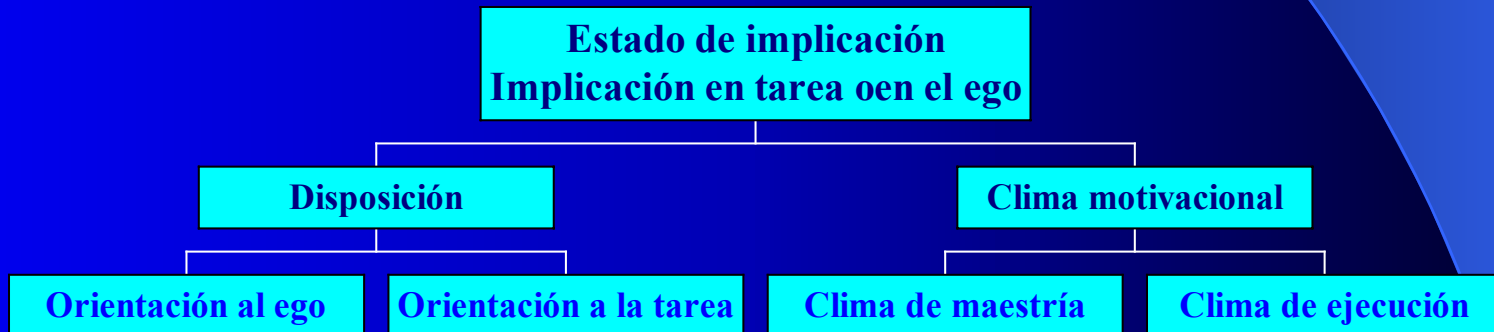 Estado de implicación
Implicación en tarea oen el ego
Disposición
Clima motivacional
Orientación al ego
Orientación a la tarea
Clima de maestría
Clima de ejecución